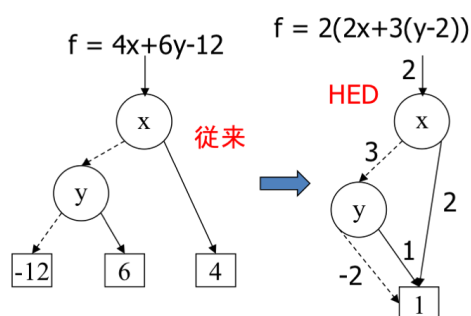 f = 4x+6y-12
x
従来
y
-12
6
4
f = 2(2x+3(y-2))
2
HED
x
3
y
2
1
-2
1